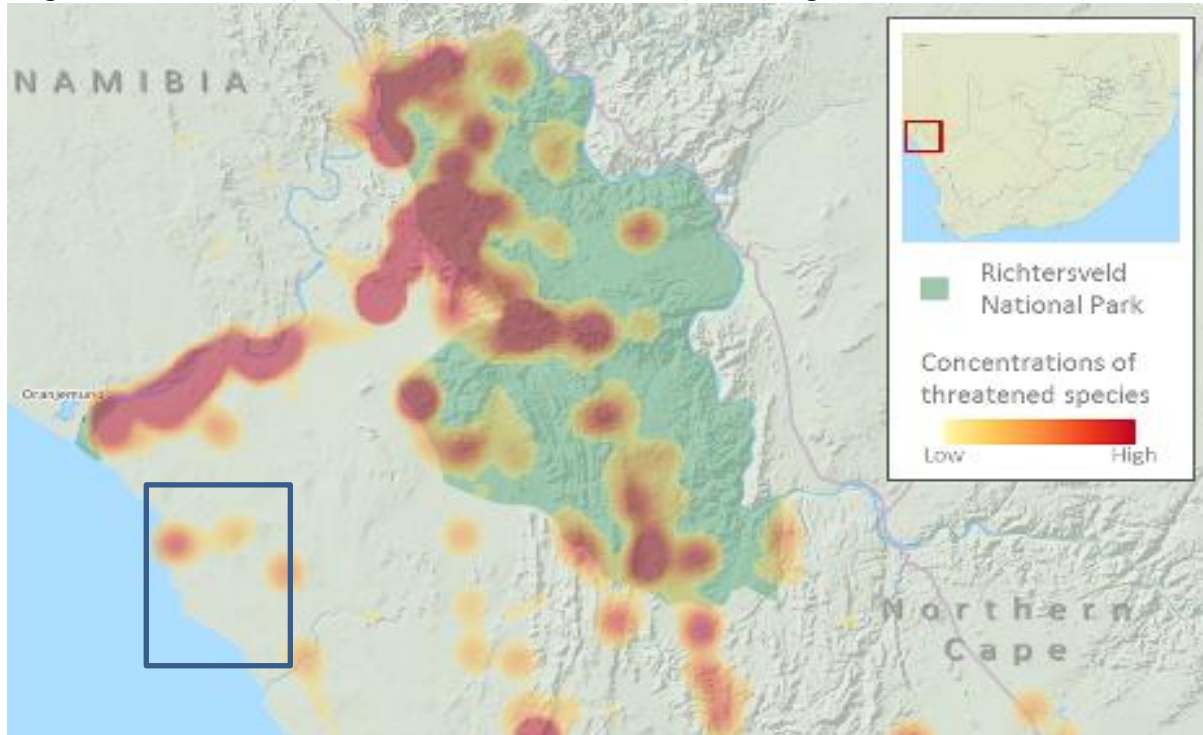 NAMIBIA
Oranjemund
Richtersveld
National Park
Concentrations of
threatened species
Low High
Northern
Cape